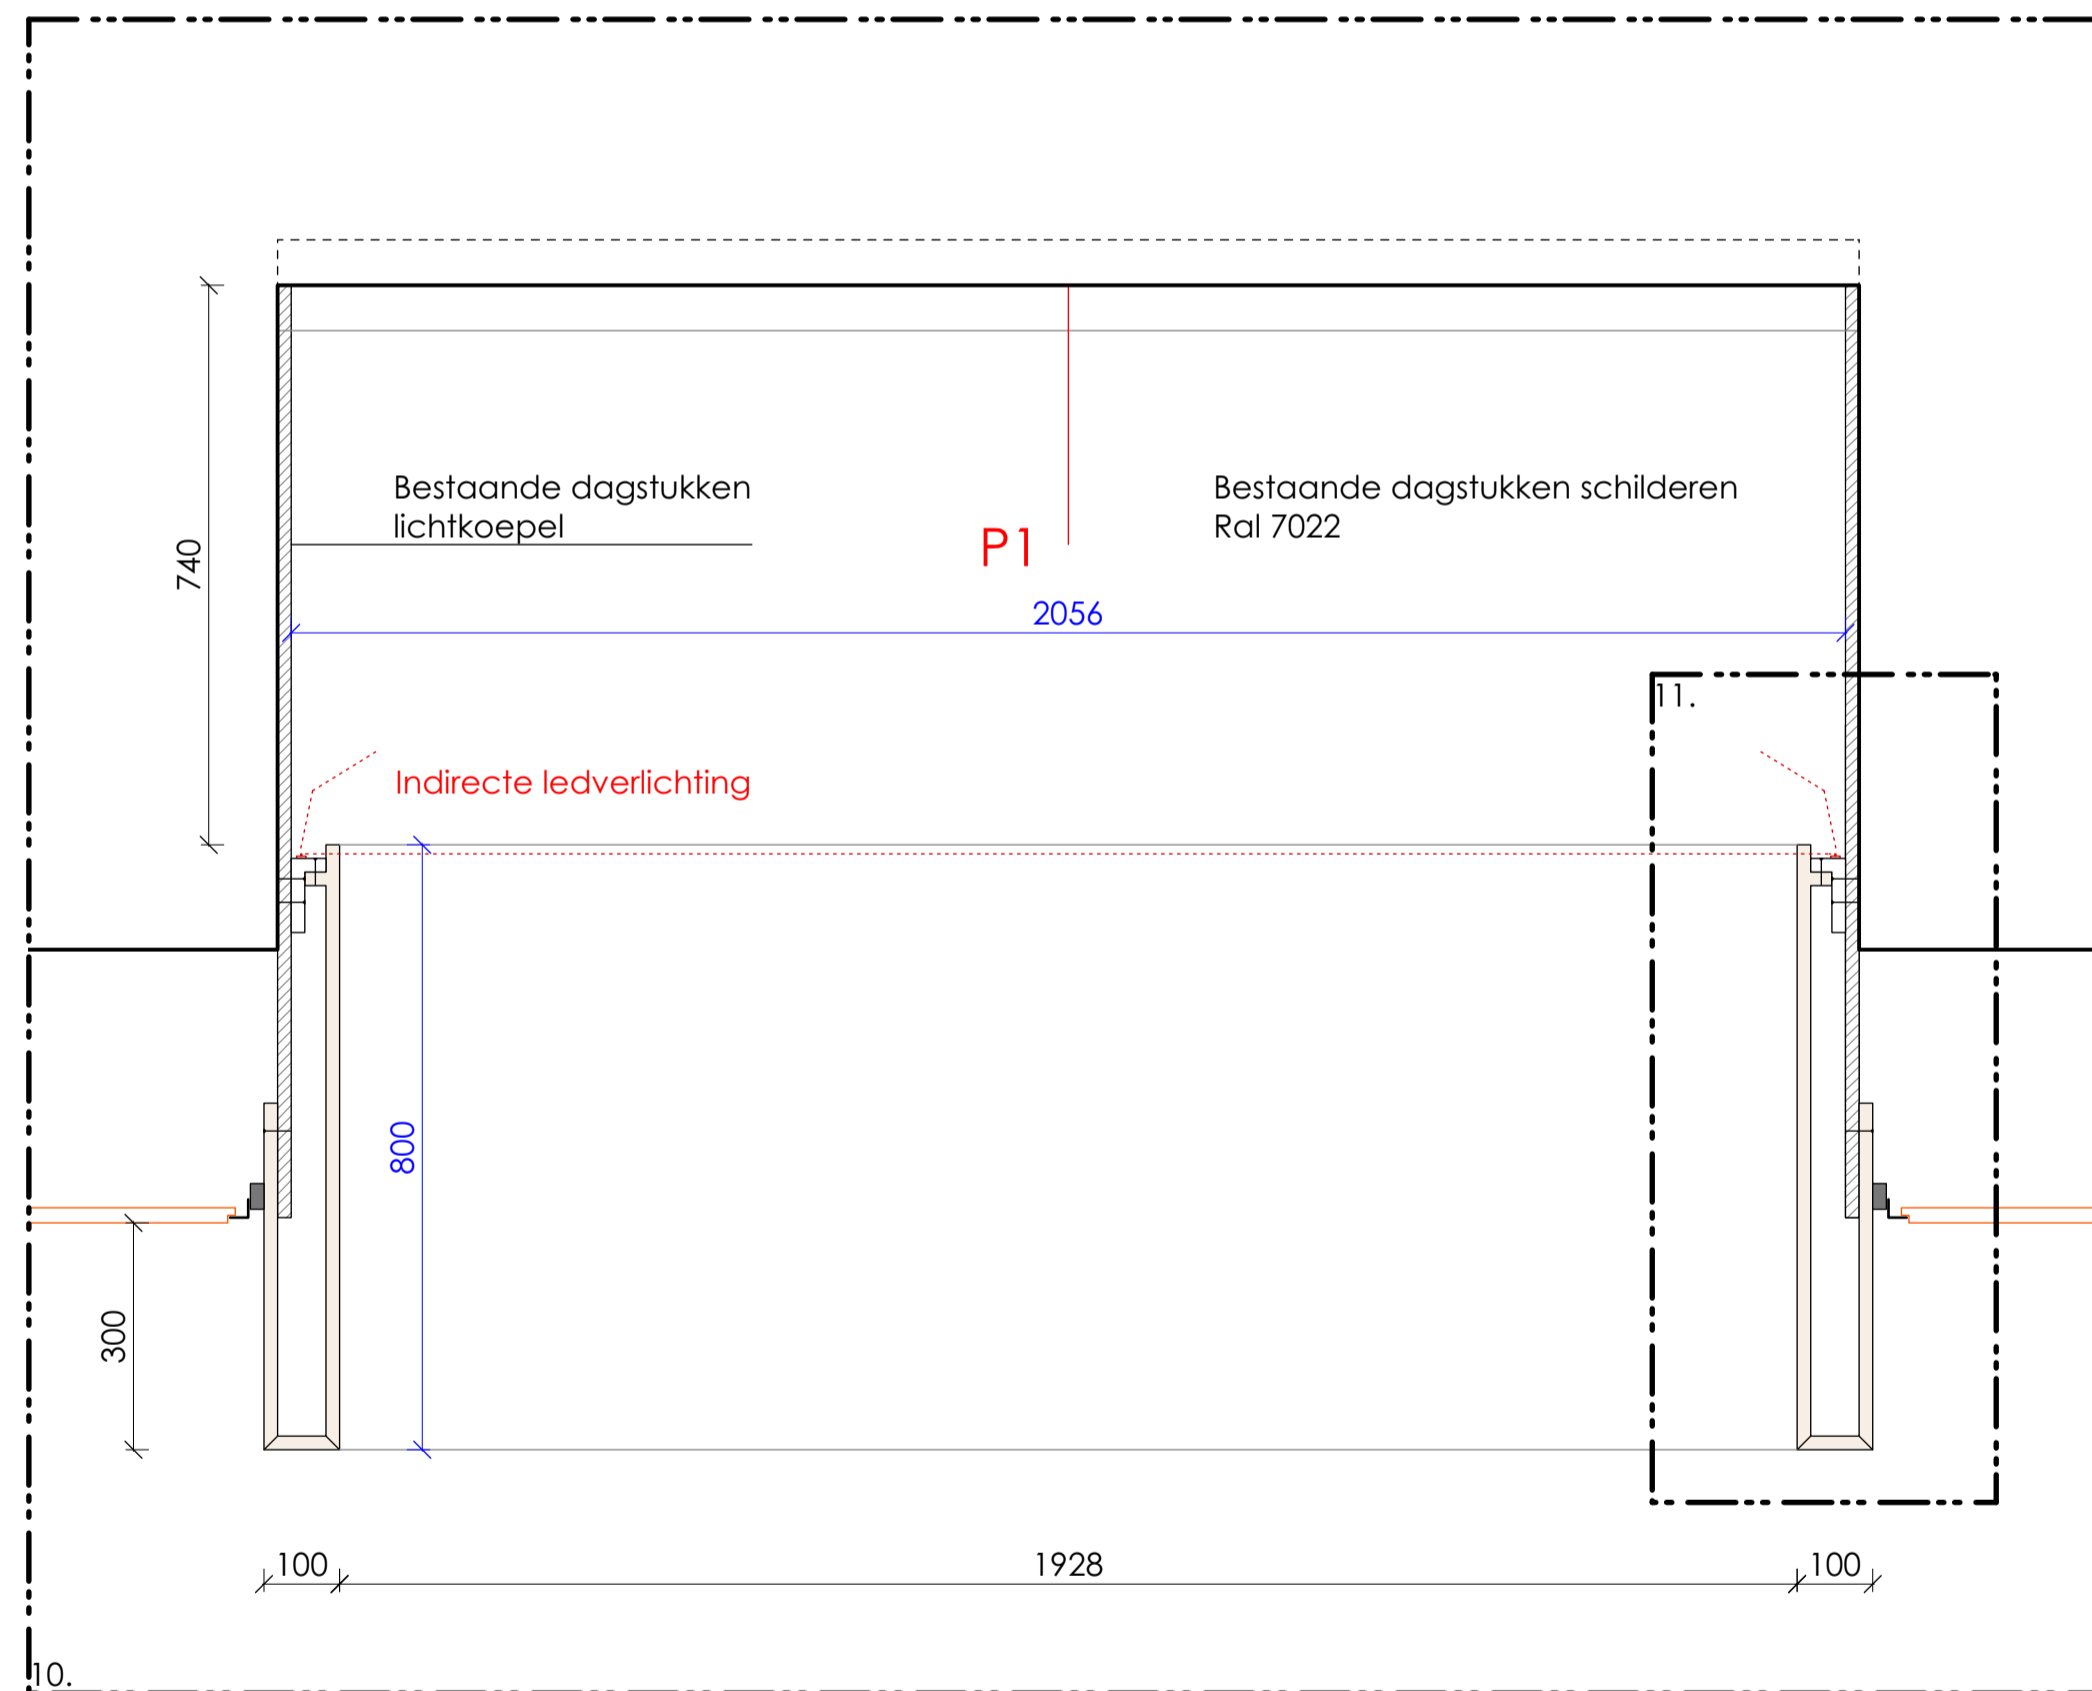 Bestaande dagstukken
lichtkoepel
Bestaande dagstukken schilderen
Ral 7022
P1
740
2056
11.
Indirecte ledverlichting
800
300
100
1928
100
10.